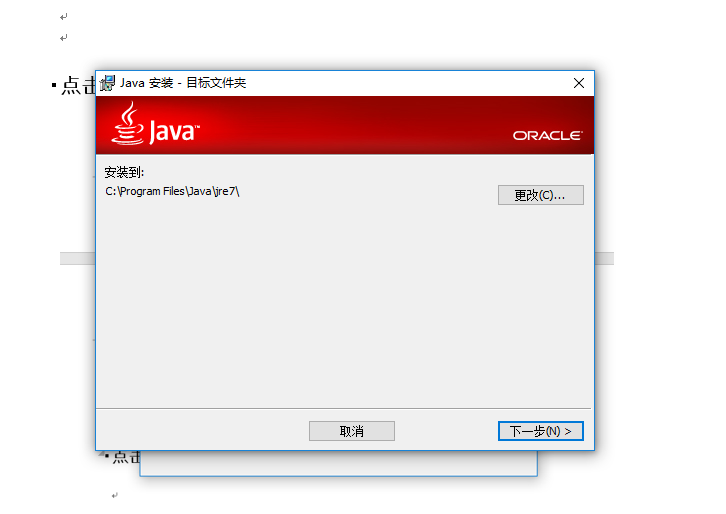 点击
Java 安装 - 目标文件夹
Java™
ORACLE
安装到:
C:\Program Files\Java\jre7\
更改(C)...
取消
下一步(N) >
点击